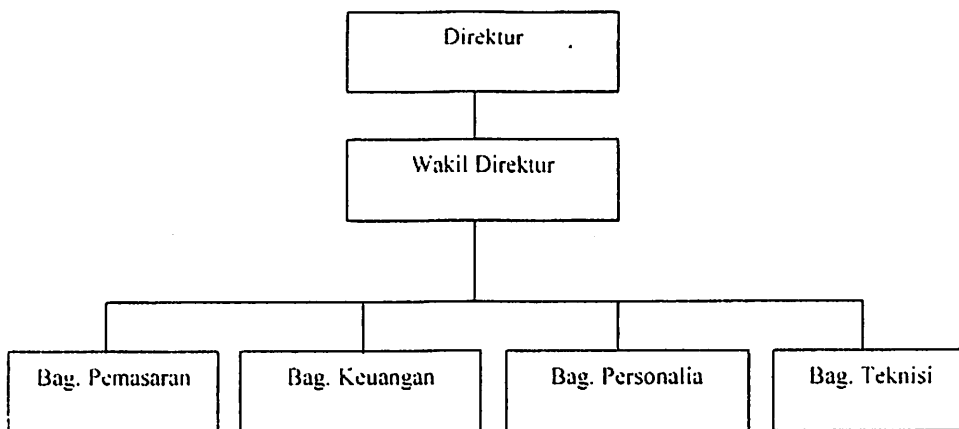 Direktur
Wakil Direktur
Bag. Pemasaran
Bag. Keuangan
Bag. Personalia
Bag. Teknisi